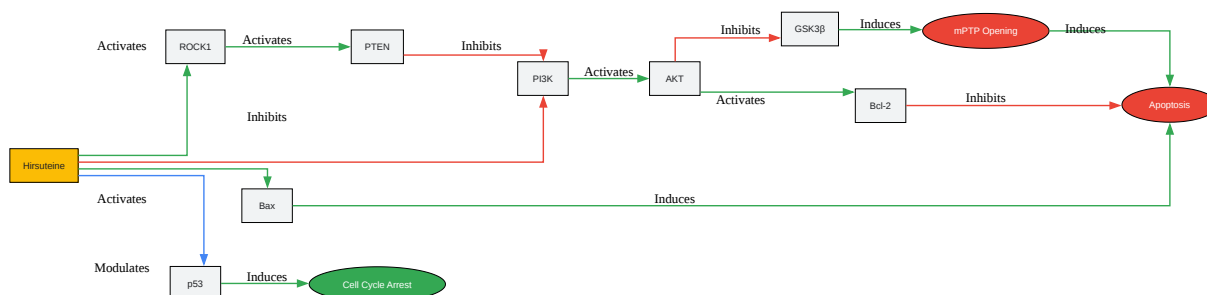 Activates
ROCK1
Activates
PTEN
Inhibits
PI3K
Activates
AKT
Inhibits
GSK3β
Induces
mPTP Opening
Induces
Activates
Bcl-2
Inhibits
Apoptosis
Inhibits
Hirsuteine
Activates
Bax
Induces
Modulates
p53
Induces
Cell Cycle Arrest